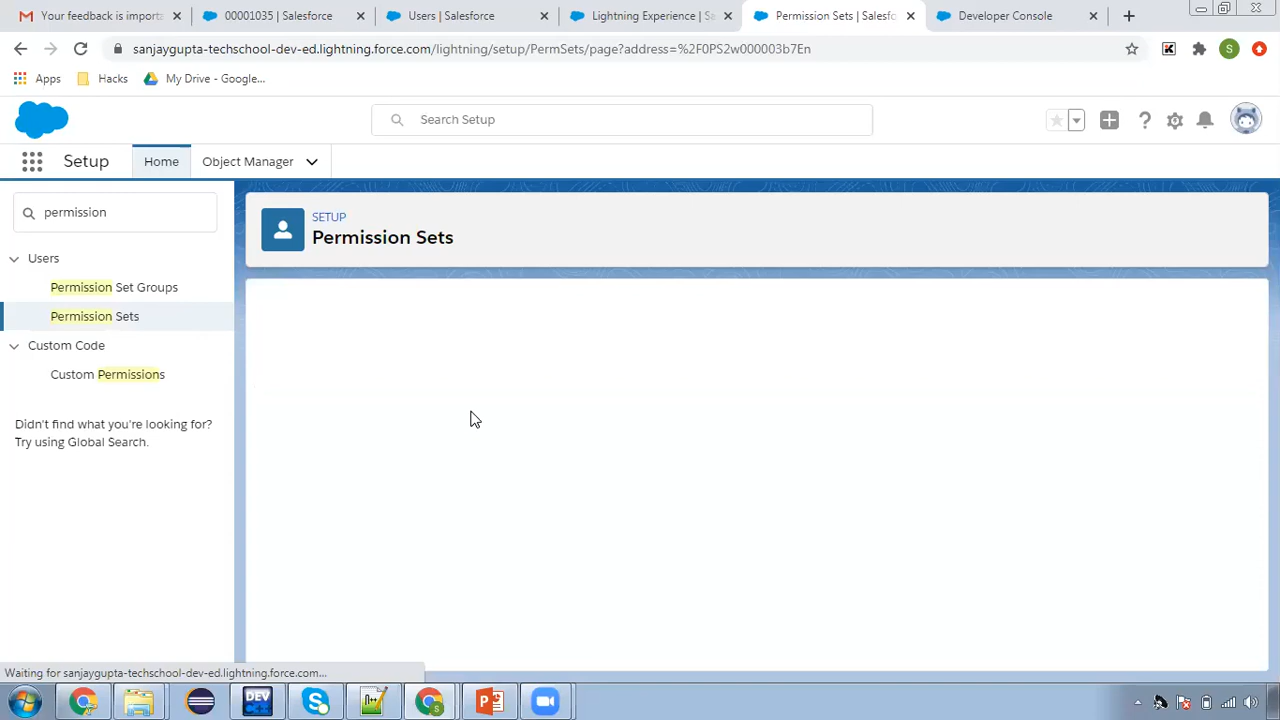 Your feedback is importa
00001035 | Salesforce
Users | Salesforce
Lightning Experience | Sa
Permission Sets | Salesfo
Developer Console
sanjaygupta-techschool-dev-ed.lightning.force.com/lightning/setup/PermSets/page?address=%2F0PS2w000003b7En
S
Apps
Hacks
My Drive - Google...
Search Setup
Setup
Home
Object Manager
permission
SETUP
Permission Sets
Users
Permission Set Groups
Permission Sets
Custom Code
Custom Permissions
Didn't find what you're looking for?
Try using Global Search.
Waiting for sanjaygupta-techschool-dev-ed.lightning.force.com...
DEV
C++